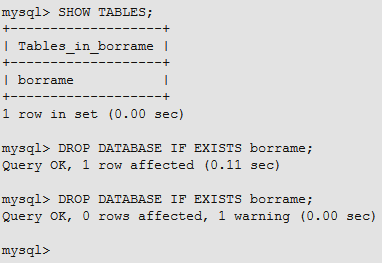 mysql> SHOW TABLES;
+-------------------+
| Tables_in_borrame |
+-------------------+
| borrame           |
+-------------------+
1 row in set (0.00 sec)
mysql> DROP DATABASE IF EXISTS borrame;
Query OK, 1 row affected (0.11 sec)
mysql> DROP DATABASE IF EXISTS borrame;
Query OK, 0 rows affected, 1 warning (0.00 sec)
mysql>